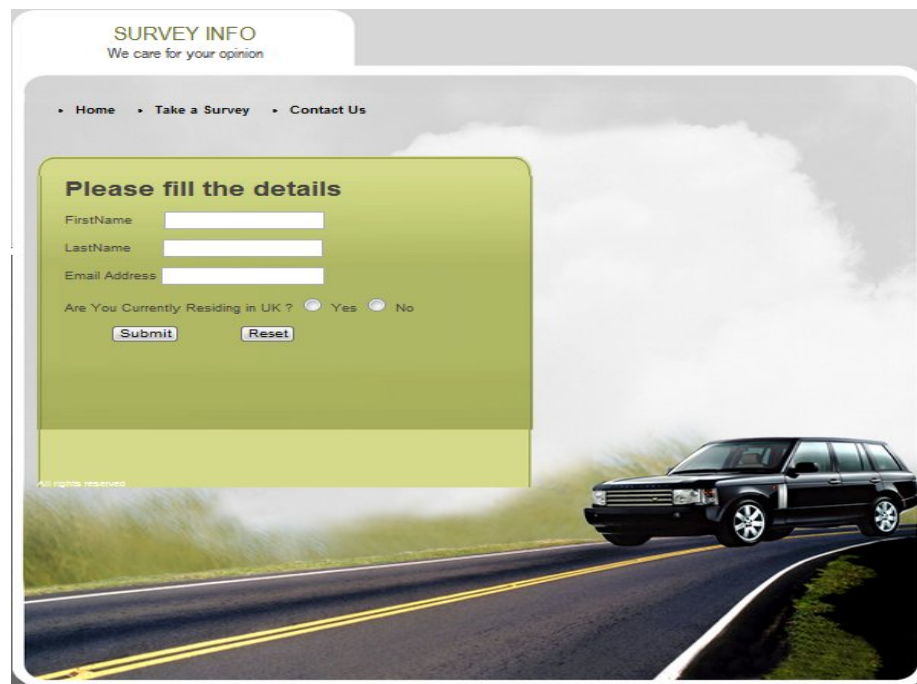 SURVEY INFO
We care for your opinion
Home Take a Survey Contact Us
Please fill the details
FirstName
LastName
Email Address
Are You Currently Residing in UK ? Yes No
Submit Reset
All rights reserved